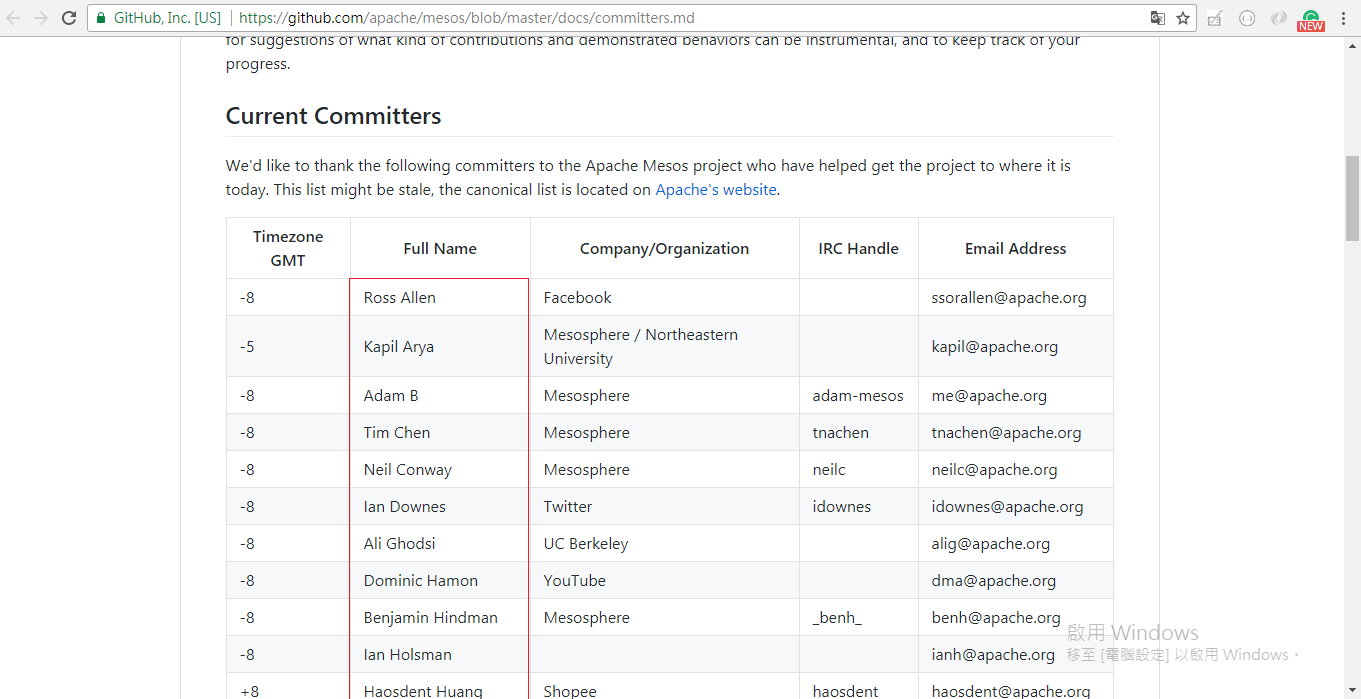 GitHub, Inc. [US] | https://github.com/apache/mesos/blob/master/docs/committers.md
NEW
for suggestions of what kind of contributions and demonstrated behaviors can be instrumental, and to keep track of your
progress.
Current Committers
We'd like to thank the following committers to the Apache Mesos project who have helped get the project to where it is
today. This list might be stale, the canonical list is located on Apache's website.
Timezone
GMT
Full Name
Company/Organization
IRC Handle
Email Address
-8 Ross Allen Facebook ssorallen@apache.org
-5 Kapil Arya Mesosphere / Northeastern
University
kapil@apache.org
-8 Adam B Mesosphere adam-mesos me@apache.org
-8 Tim Chen Mesosphere tnachen tnachen@apache.org
-8 Neil Conway Mesosphere neilc neilc@apache.org
-8 Ian Downes Twitter idownes idownes@apache.org
-8 Ali Ghodsi UC Berkeley alig@apache.org
-8 Dominic Hamon YouTube dma@apache.org
-8 Benjamin Hindman Mesosphere _benh_ benh@apache.org
-8 Ian Holsman ianh@apache.org
+8 Haosdent Huang Shopee haosdent haosdent@apache.org
啟用 Windows
移至 [電腦設定] 以啟用 Windows。